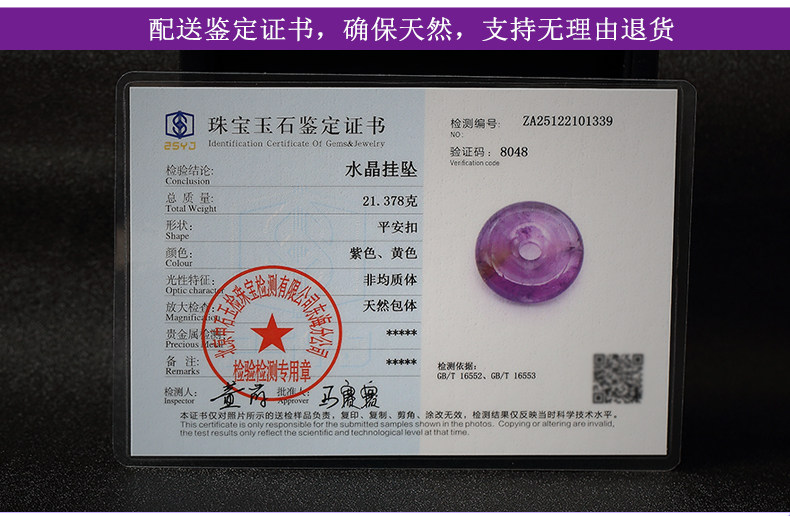 配送鉴定证书，确保天然，支持无理由退货
ZSYJ
珠宝玉石鉴定证书
Identification Certificate Of Gems&Jewelry
检验结论:
Conclusion
水晶挂坠
总 质 量:
Total Weight
21.378克
形状:
Shape
平安扣
颜色:
Colour
紫色、黄色
光性特征:
Optic character
非均质体
放大检查:
Magnification
天然包体
贵金属检测:
Precious Metal
*****
备 注:
Remarks
*****
检测人:
Inspector
批准人:
Approver
检验检测专用章
检测编号:
NO:
ZA25122101339
验证码:
Verification code
8048
检测依据:
GB/T 16552、GB/T 16553
本证书仅对照片所示的送检样品负责，复印、复制、剪角、涂改无效，检测结果仅反映当时科学技术水平。
This certificate is only responsible for the submitted samples shown in the photos. Copying or altering are invalid,
the test results only reflect the scientific and technological level at that time.